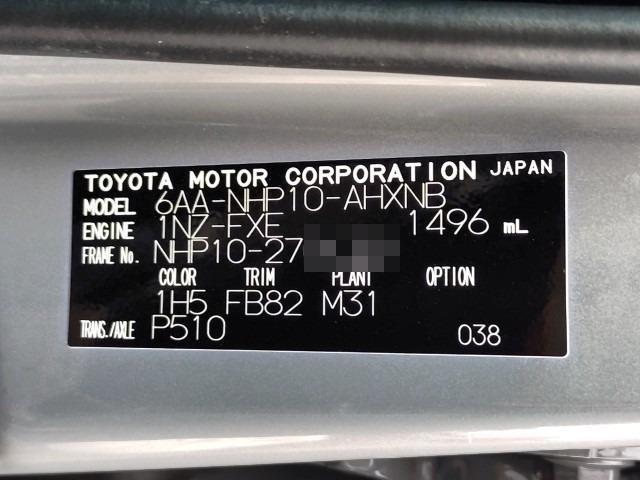 TOYOTA MOTOR CORPORATION JAPAN
MODEL 6AA-NHP10-AHXNB
ENGINE 1NZ-FXE 1496 mL
FRAME No. NHP10-27
COLOR TRIM PLANT OPTION
1H5 FB82 M31
TRANS./AXLE P510 038